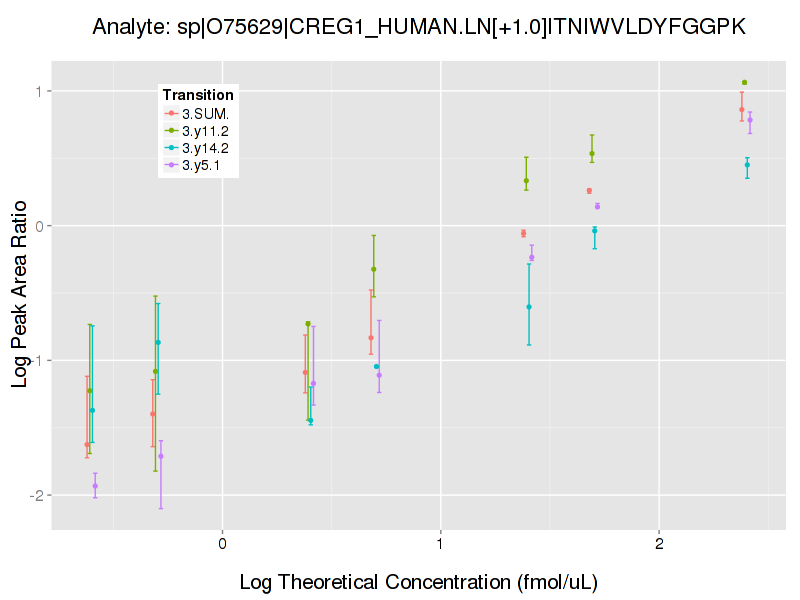 Analyte: sp|O75629|CREG1_HUMAN.LN[+1.0]ITNIWVLDYFGGPK
Log Peak Area Ratio
1
0
-1
-2
Transition
3.SUM.
3.y11.2
3.y14.2
3.y5.1
0
1
2
Log Theoretical Concentration (fmol/uL)